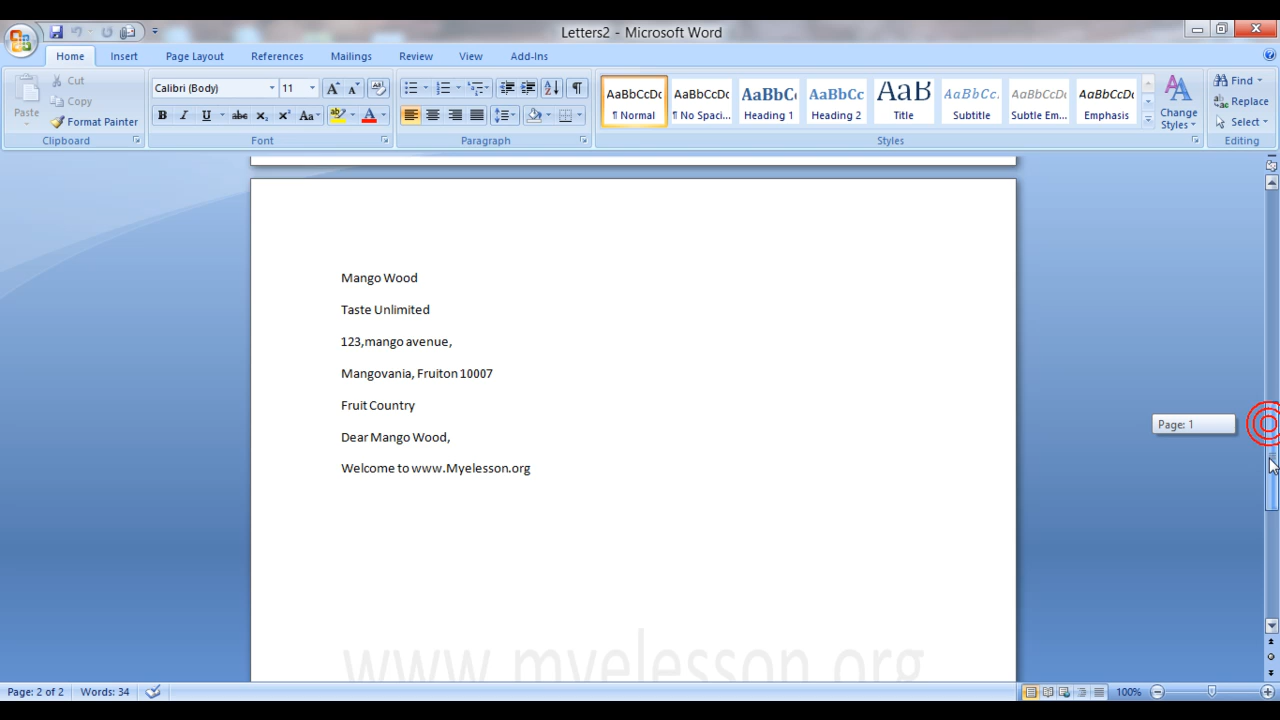 Letters2 - Microsoft Word
Home Insert Page Layout References Mailings Review View Add-Ins
Paste
Cut
Copy
Format Painter
Clipboard
Calibri (Body) 11
Font
Paragraph
AaBbCcDc AaBbCcDc AaBbC AaBbCc AaB AaBbCc. AaBbCcDc AaBbCcDc
¶ Normal ¶ No Spaci... Heading 1 Heading 2 Title Subtitle Subtle Em... Emphasis
Change Styles
Styles
Find
Replace
Select
Editing
Mango Wood
Taste Unlimited
123,mango avenue,
Mangovania, Fruiton 10007
Fruit Country
Dear Mango Wood,
Welcome to www.Myelesson.org
Page: 1
www.myelesson.org
Page: 2 of 2 Words: 34 100%